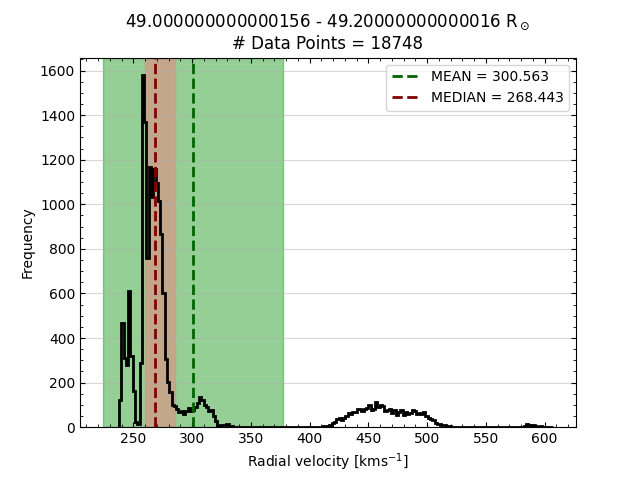 49.000000000000156 - 49.20000000000016 R⊙
# Data Points = 18748
MEAN = 300.563
MEDIAN = 268.443
1600
1400
1200
1000
800
600
400
200
0
Frequency
250 300 350 400 450 500 550 600
Radial velocity [kms⁻¹]